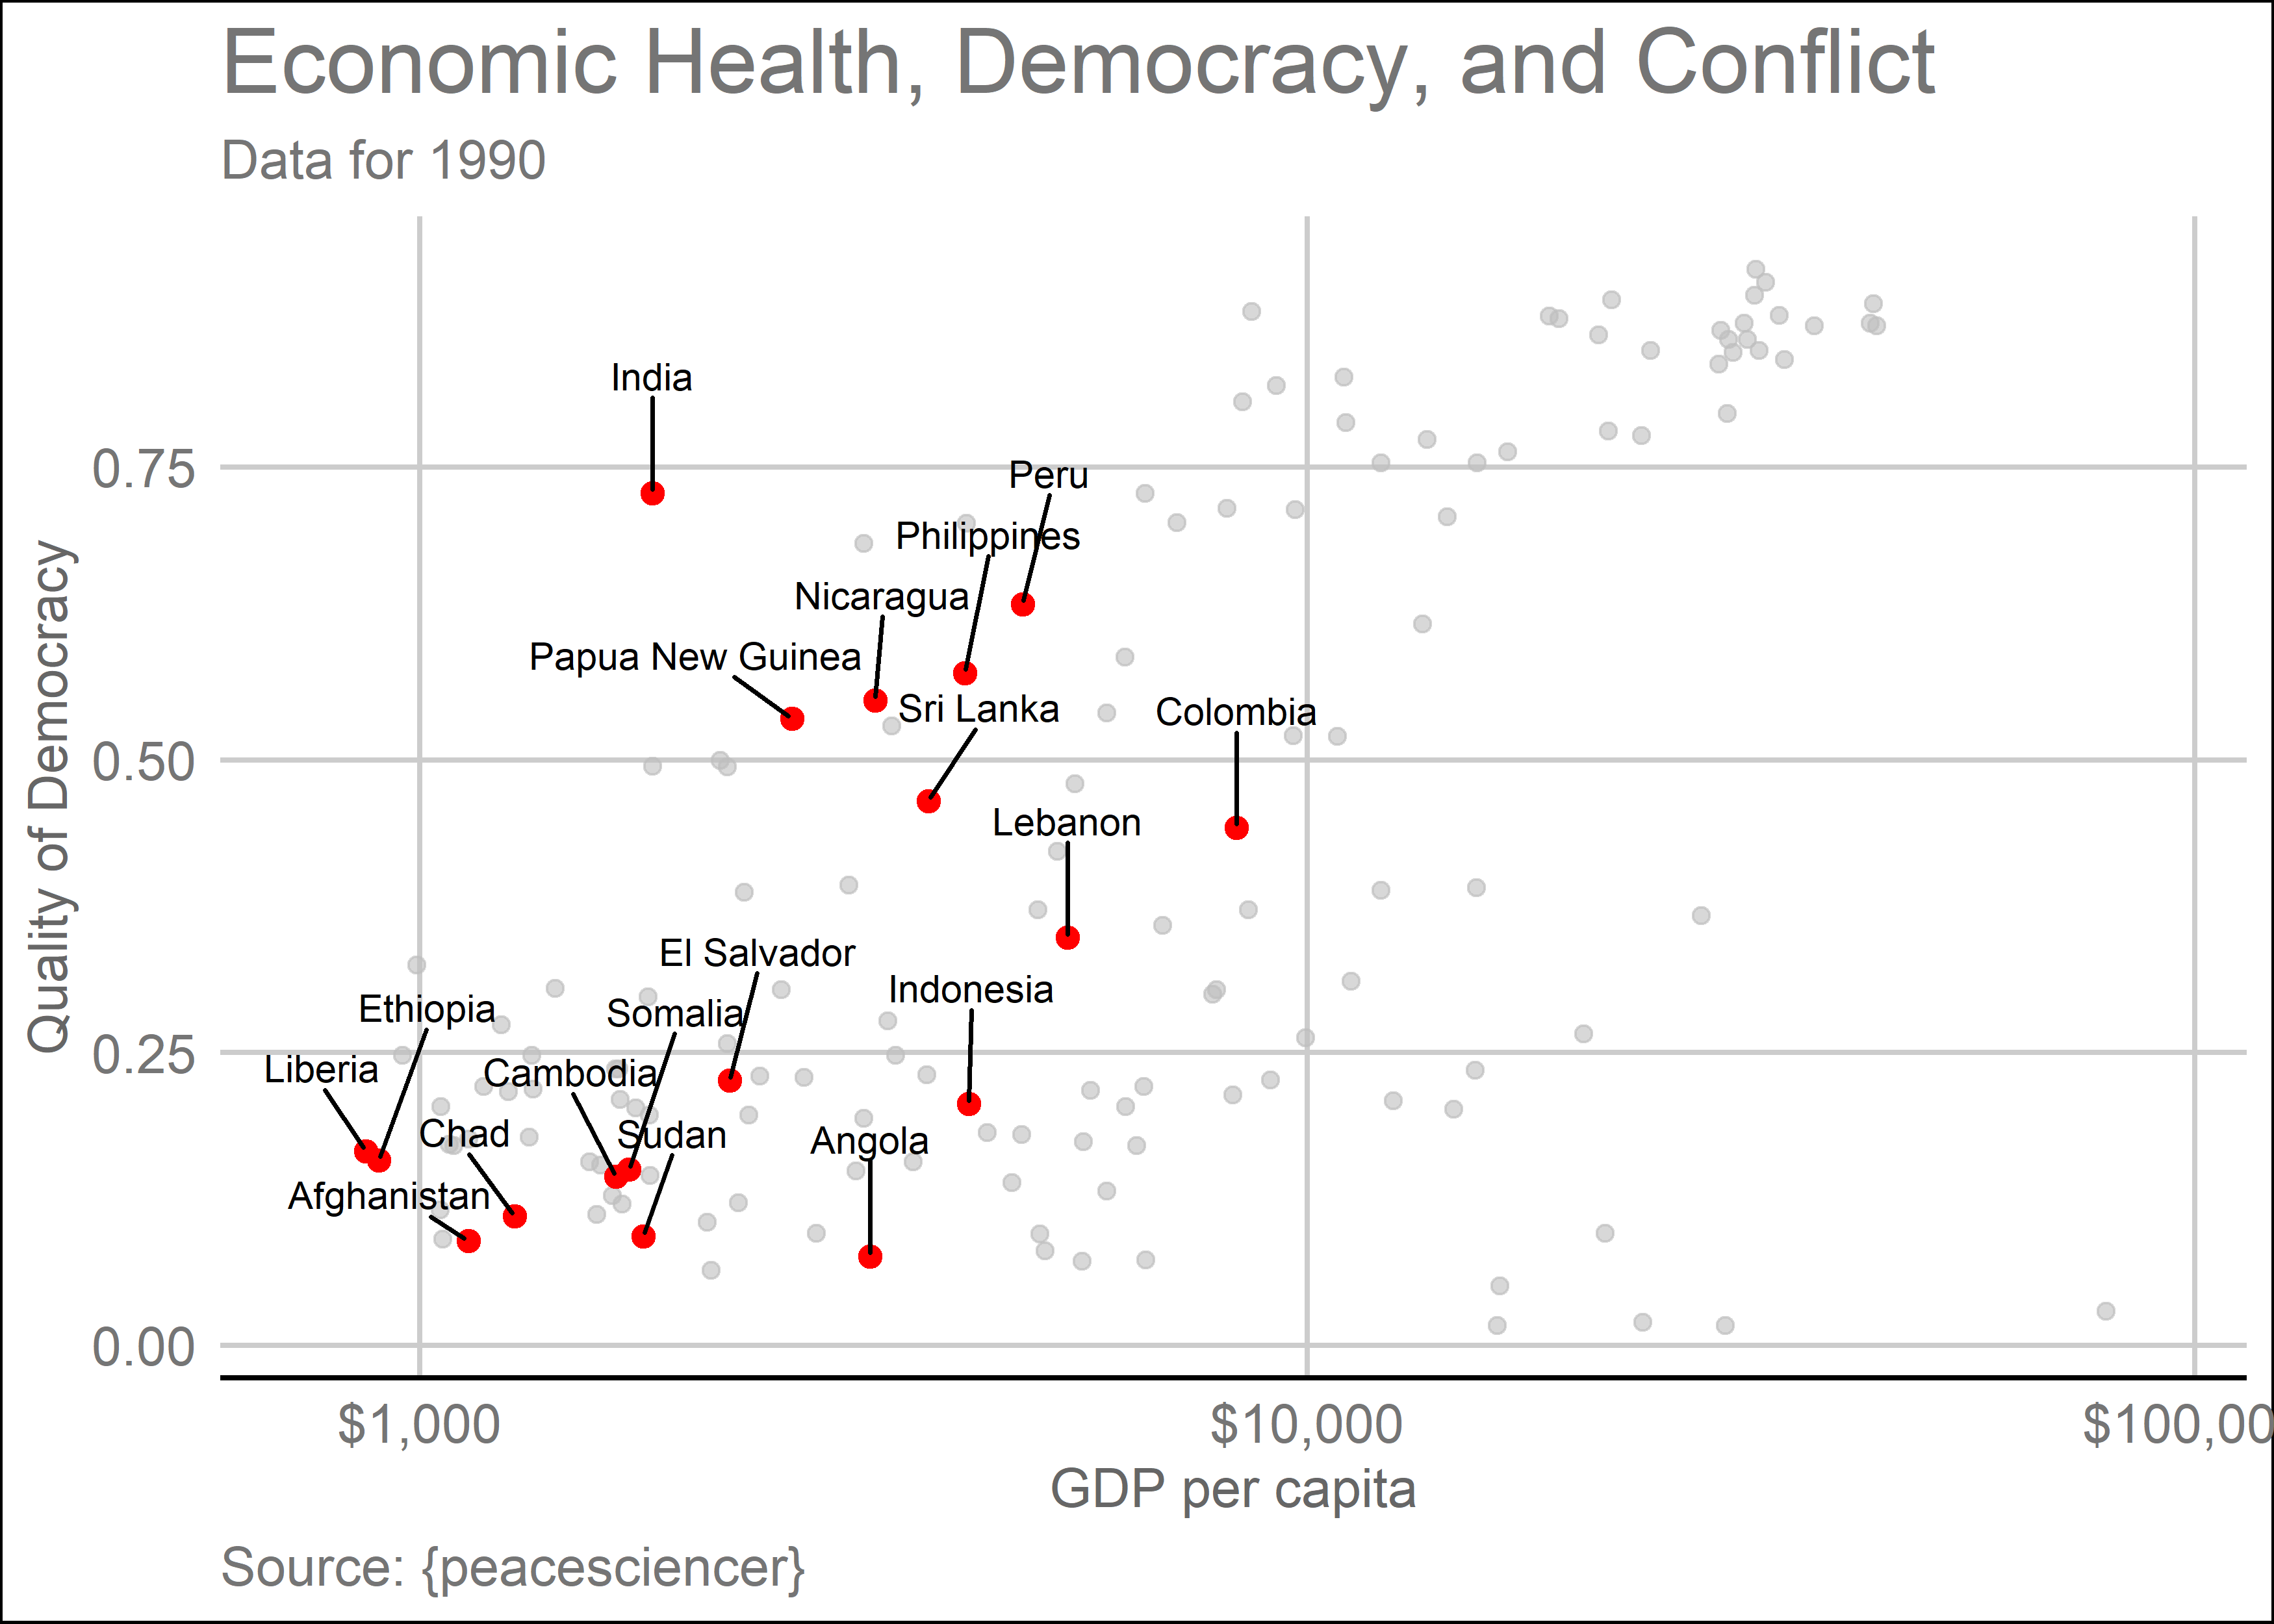 Economic Health, Democracy, and Conflict
Data for 1990
India
0.75
Peru
Philippines
Nicaragua
Papua New Guinea
Sri Lanka
Colombia
0.50
Lebanon
El Salvador
Indonesia
Ethiopia
Somalia
0.25
Liberia
Cambodia
Chad
Sudan
Angola
Afghanistan
0.00
Quality of Democracy
$1,000
$10,000
$100,00
GDP per capita
Source: {peacesciencer}